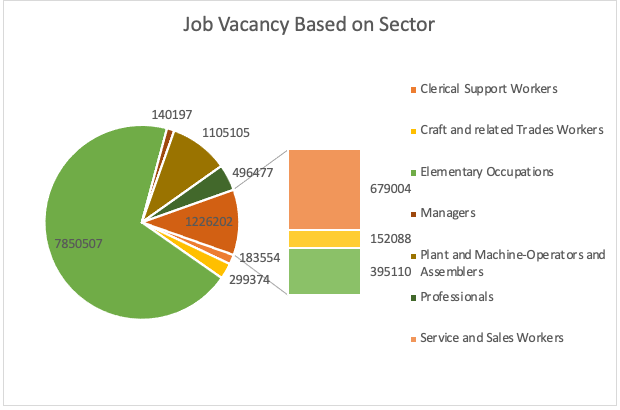 Job Vacancy Based on Sector
140197
1105105
496477
1226202
7850507
183554
299374
679004
152088
395110
Clerical Support Workers
Craft and related Trades Workers
Elementary Occupations
Managers
Plant and Machine-Operators and
Assemblers
Professionals
Service and Sales Workers